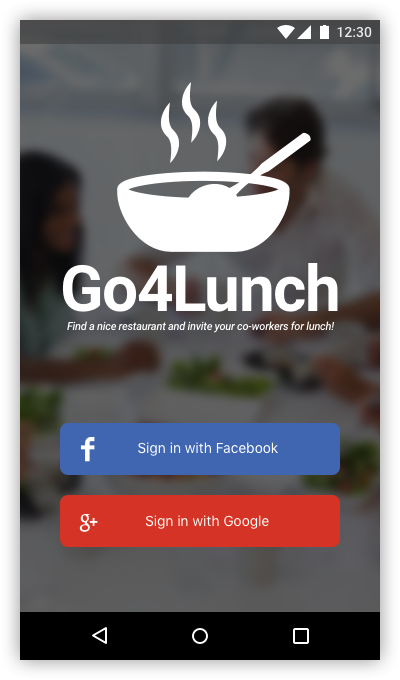 12:30
Go4Lunch
Find a nice restaurant and invite your co-workers for lunch!
f Sign in with Facebook
g+ Sign in with Google